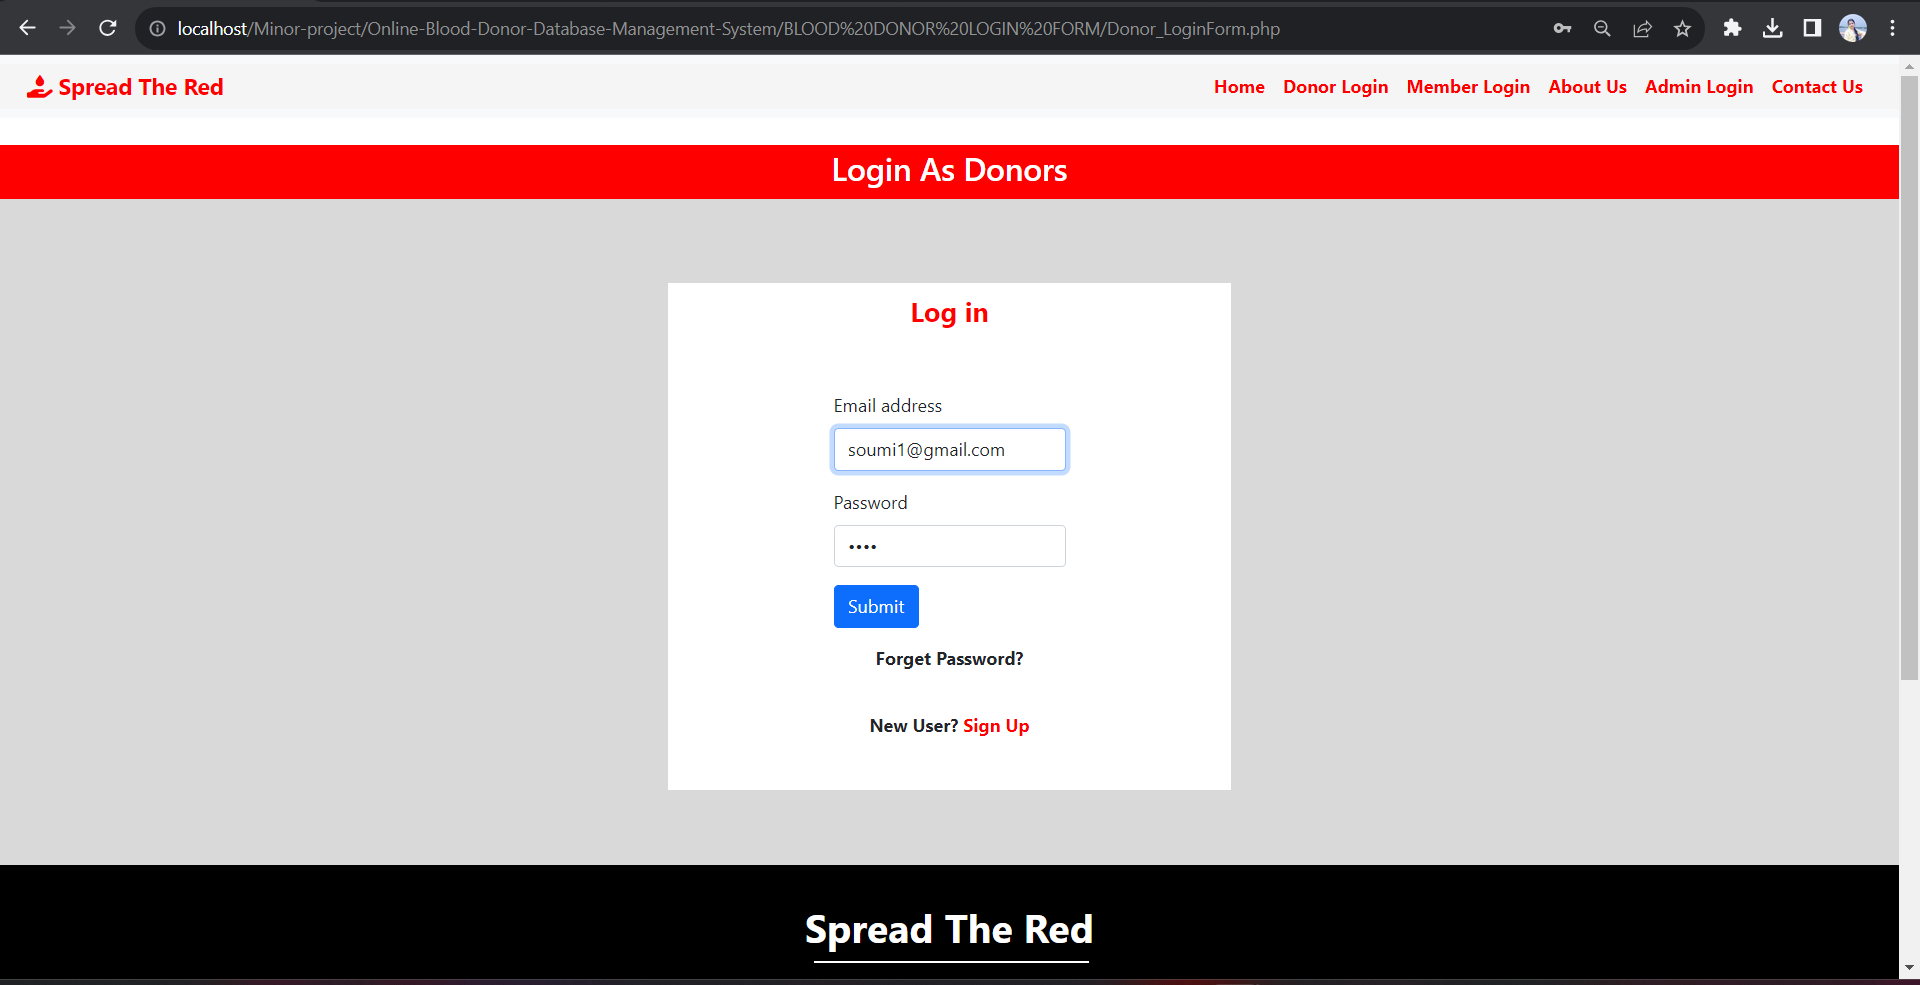 localhost/Minor-project/Online-Blood-Donor-Database-Management-System/BLOOD%20DONOR%20LOGIN%20FORM/Donor_LoginForm.php
Spread The Red Home Donor Login Member Login About Us Admin Login Contact Us
Login As Donors
Log in
Email address
soumi1@gmail.com
Password
••••
Submit
Forget Password?
New User? Sign Up
Spread The Red